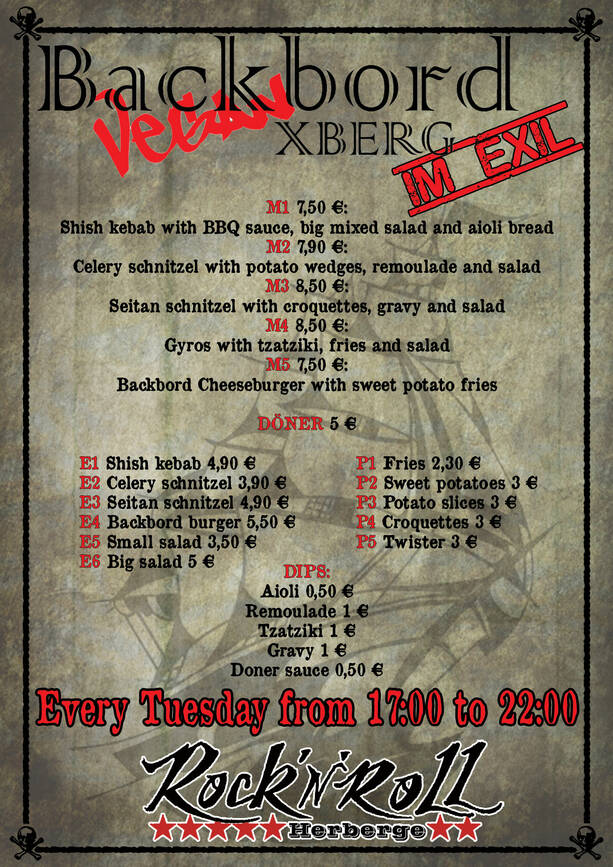 Backbord
Vegan
XBERG
IM EXIL
M1 7,50 €:
Shish kebab with BBQ sauce, big mixed salad and aioli bread
M2 7,90 €:
Celery schnitzel with potato wedges, remoulade and salad
M3 8,50 €:
Seitan schnitzel with croquettes, gravy and salad
M4 8,50 €:
Gyros with tzatziki, fries and salad
M5 7,50 €:
Backbord Cheeseburger with sweet potato fries
DÖNER 5 €
E1 Shish kebab 4,90 €
E2 Celery schnitzel 3,90 €
E3 Seitan schnitzel 4,90 €
E4 Backbord burger 5,50 €
E5 Small salad 3,50 €
E6 Big salad 5 €
P1 Fries 2,30 €
P2 Sweet potatoes 3 €
P3 Potato slices 3 €
P4 Croquettes 3 €
P5 Twister 3 €
DIPS:
Aioli 0,50 €
Remoulade 1 €
Tzatziki 1 €
Gravy 1 €
Doner sauce 0,50 €
Every Tuesday from 17:00 to 22:00
Rock'n'Roll
Herberge